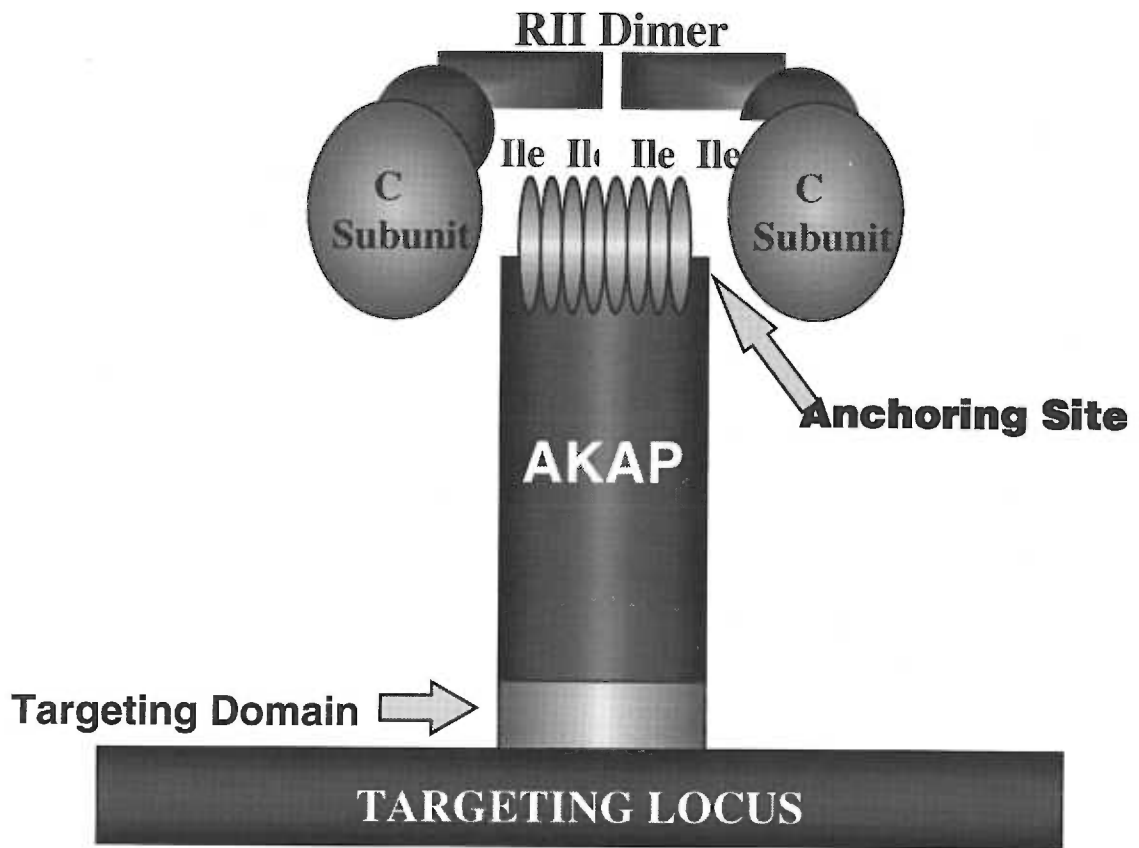 RII Dimer
Ile Ile Ile
C
Subunit
C
Subunit
Anchoring Site
AKAP
Targeting Domain
TARGETING LOCUS